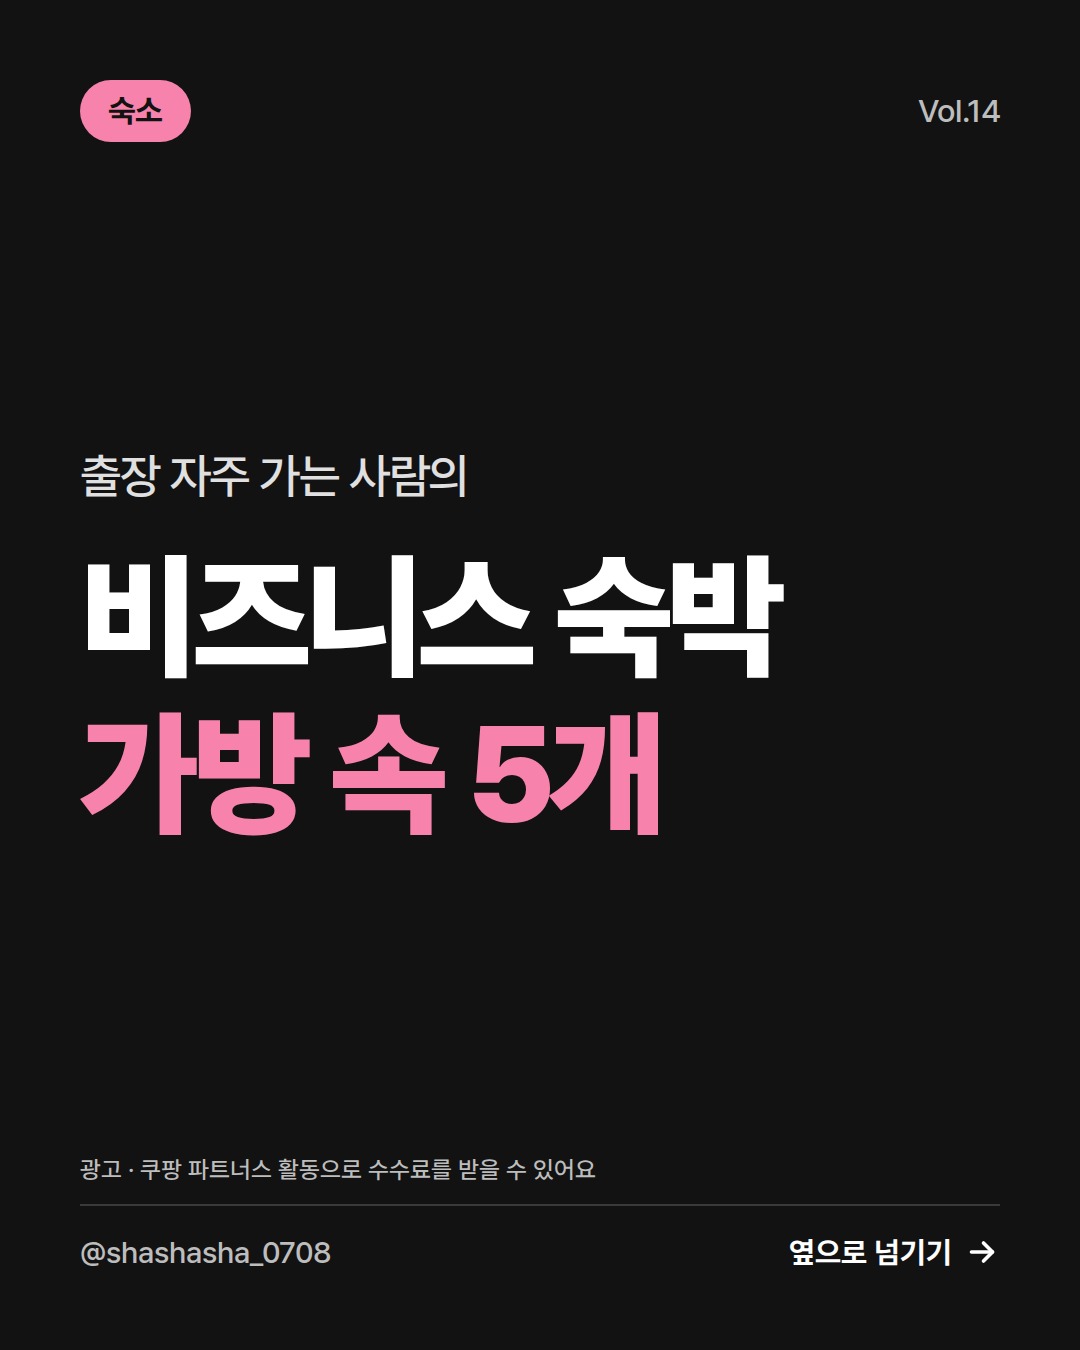 숙소
Vol.14
출장 자주 가는 사람의
비즈니스 숙박
가방 속 5개
광고 · 쿠팡 파트너스 활동으로 수수료를 받을 수 있어요
@shashasha_0708
옆으로 넘기기 →